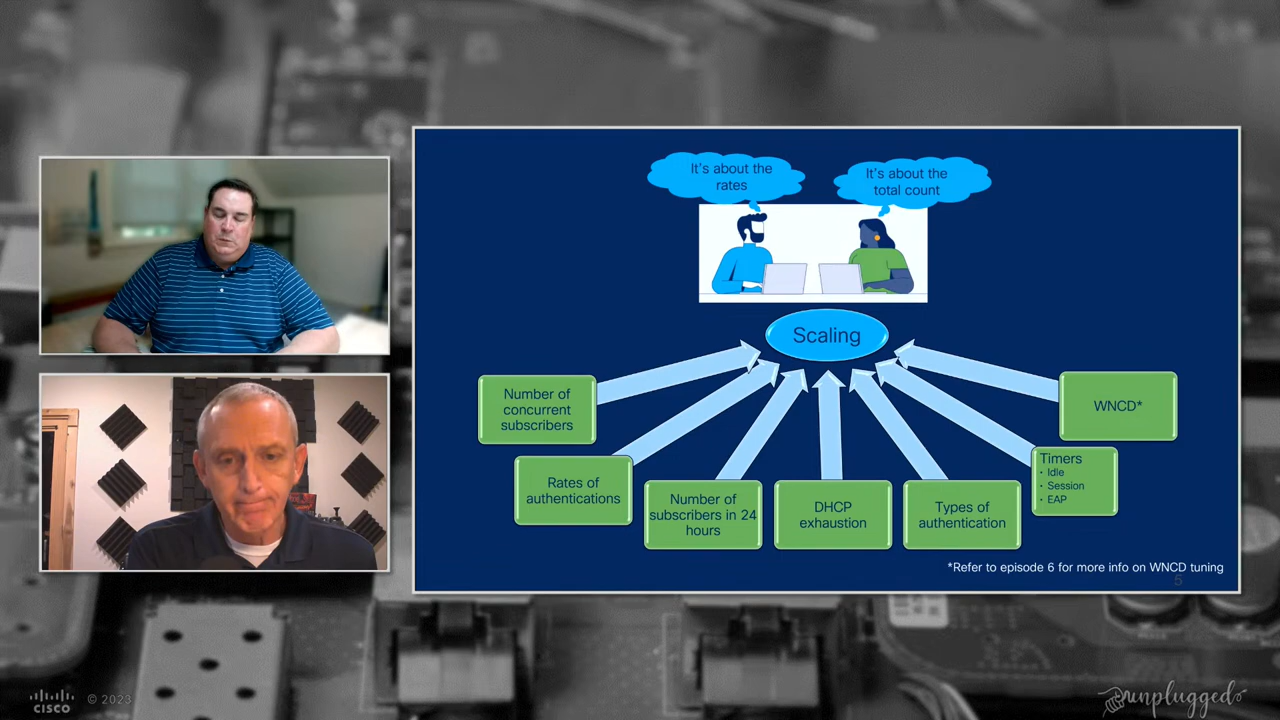 It's about the
rates
It's about the
total count
Scaling
Number of
concurrent
subscribers
WNCD*
Rates of
authentications
Number of
subscribers in 24
hours
DHCP
exhaustion
Types of
authentication
Timers
• Idle
• Session
• EAP
*Refer to episode 6 for more info on WNCD tuning
5
CISCO
© 2023
unplugged